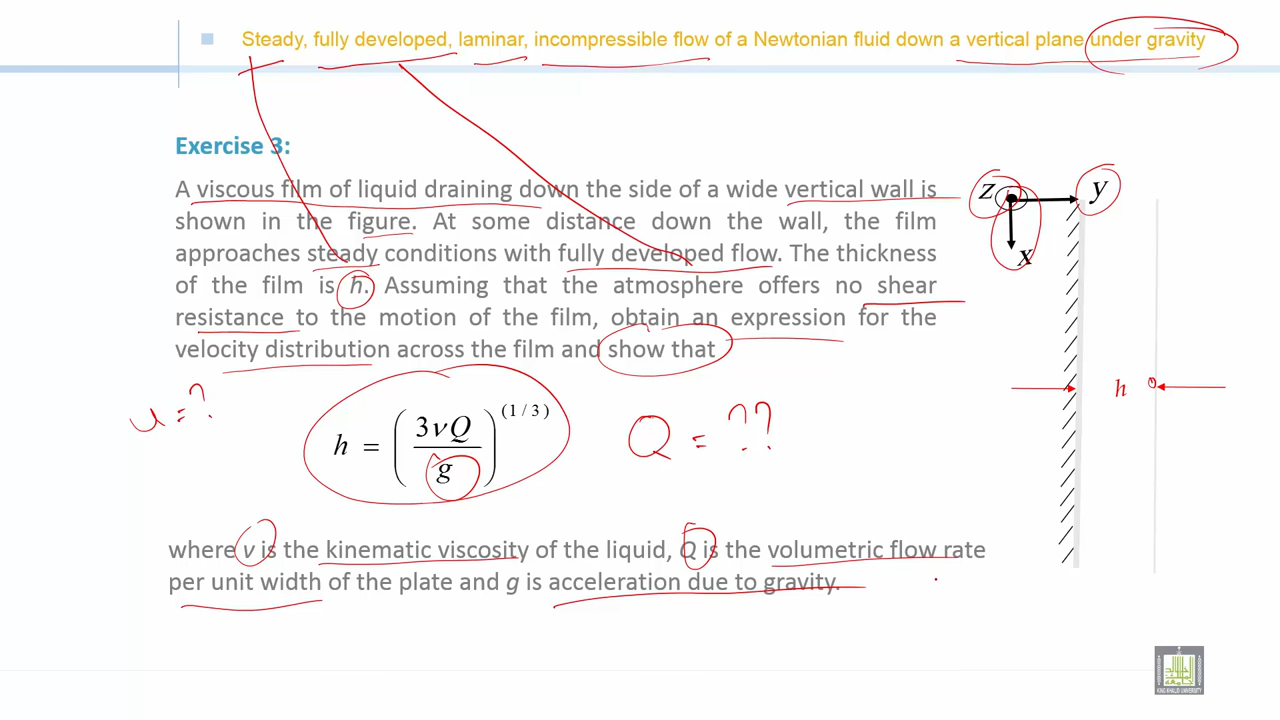 Steady, fully developed, laminar, incompressible flow of a Newtonian fluid down a vertical plane under gravity
Exercise 3:
A viscous film of liquid draining down the side of a wide vertical wall is
shown in the figure. At some distance down the wall, the film
approaches steady conditions with fully developed flow. The thickness
of the film is h. Assuming that the atmosphere offers no shear
resistance to the motion of the film, obtain an expression for the
velocity distribution across the film and show that
z y
x
u = ?
h = (3νQ / g)^(1/3)
Q = ??
h
where ν is the kinematic viscosity of the liquid, Q is the volumetric flow rate
per unit width of the plate and g is acceleration due to gravity.
KING KHALID UNIVERSITY